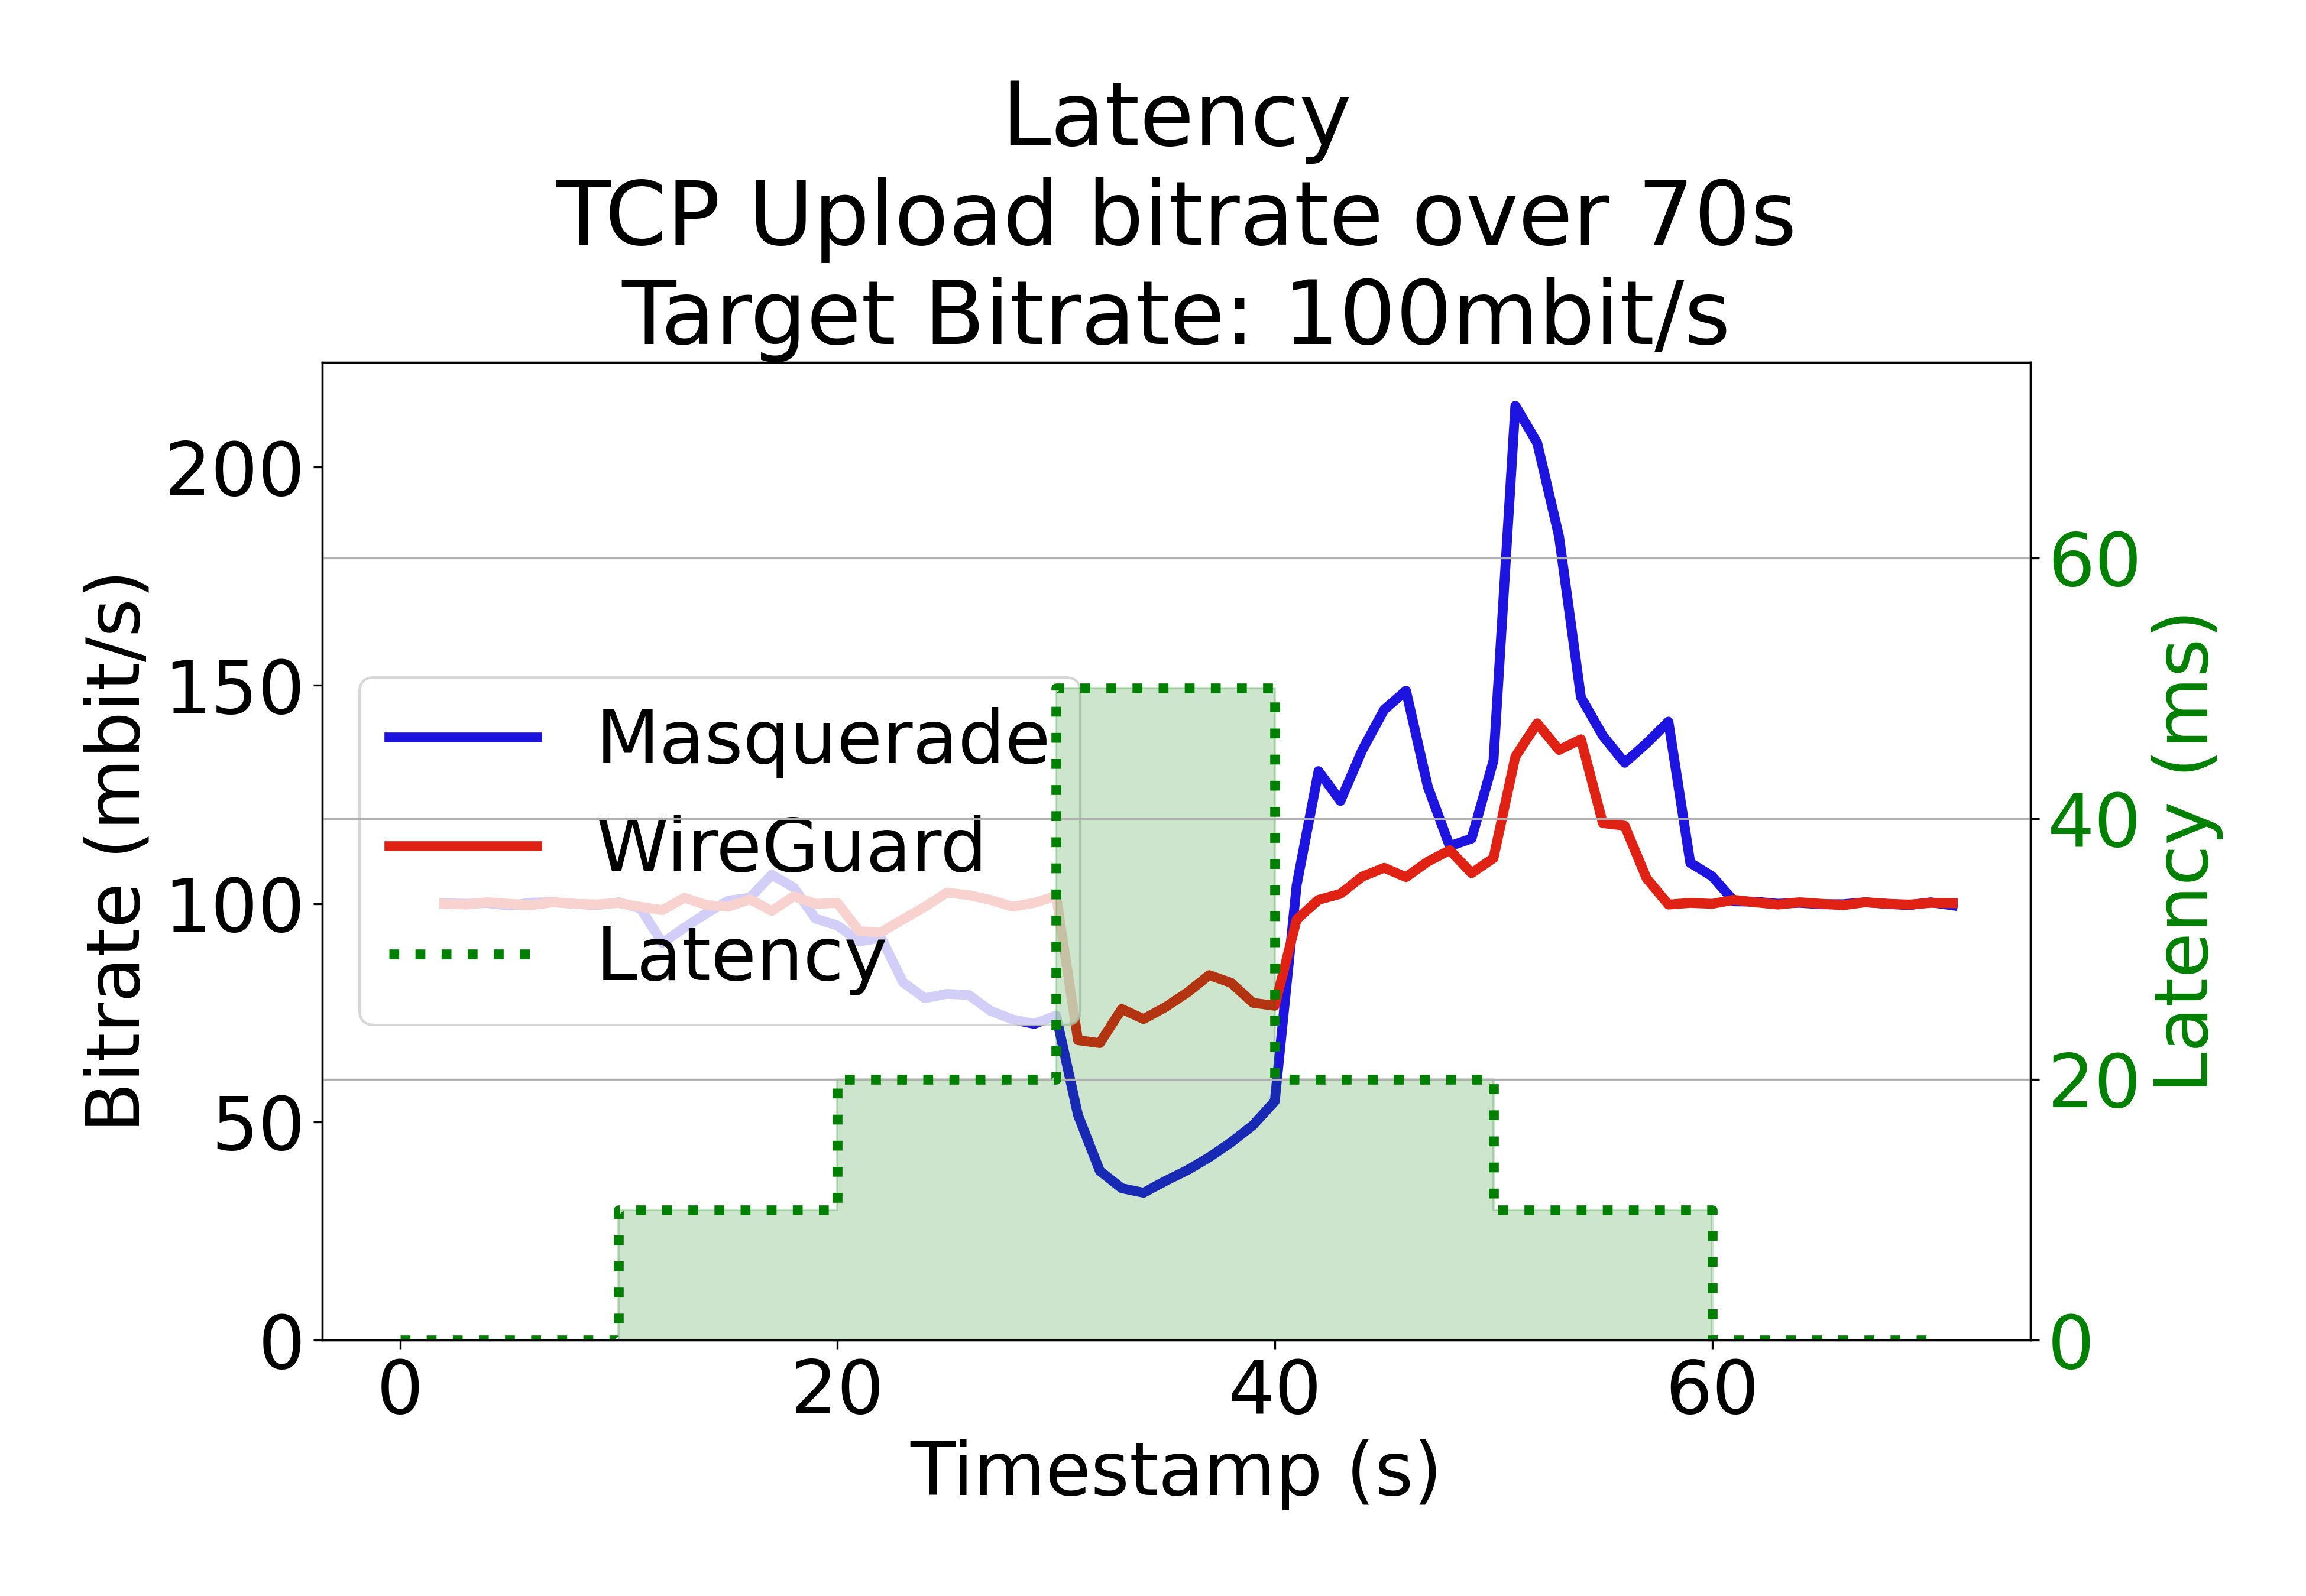 Latency
TCP Upload bitrate over 70s
Target Bitrate: 100mbit/s
Bitrate (mbit/s)
200
150
100
50
0
Masquerade
WireGuard
Latency
60
40
20
0
Latency (ms)
0 20 40 60
Timestamp (s)